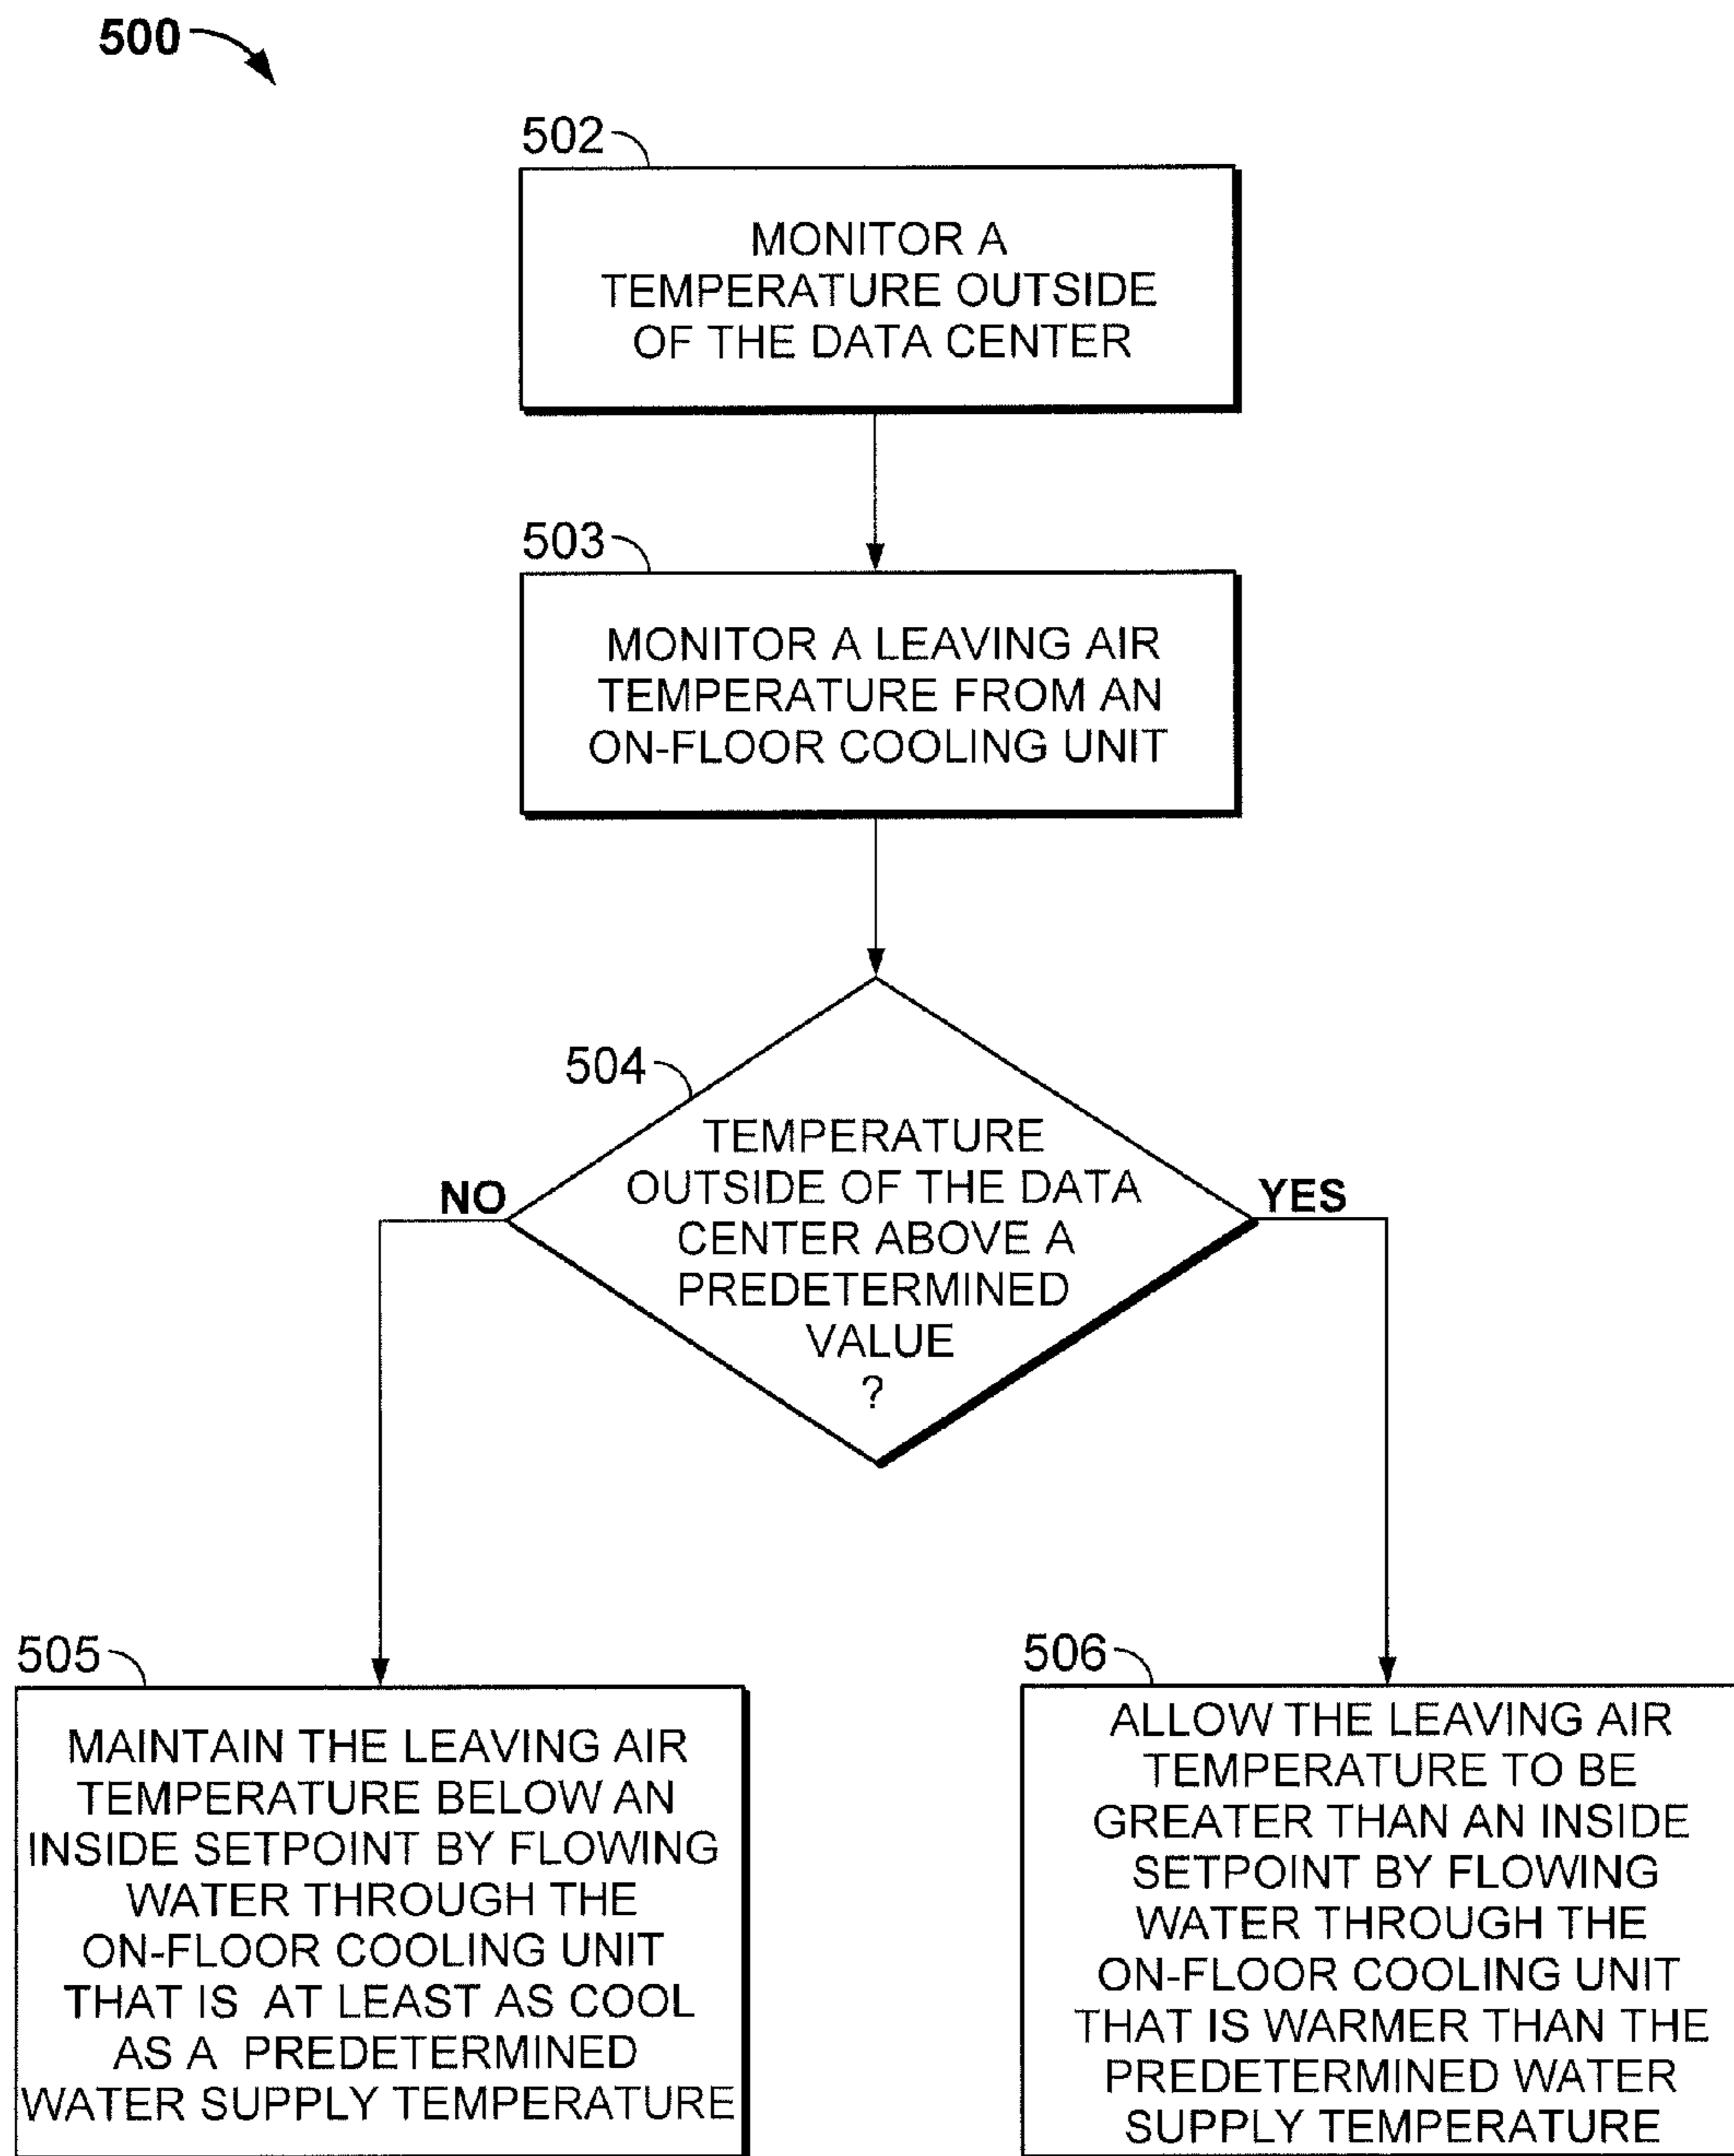 500
502
MONITOR A
TEMPERATURE OUTSIDE
OF THE DATA CENTER
503
MONITOR A LEAVING AIR
TEMPERATURE FROM AN
ON-FLOOR COOLING UNIT
504
TEMPERATURE
OUTSIDE OF THE DATA
CENTER ABOVE A
PREDETERMINED
VALUE
?
NO
YES
505
MAINTAIN THE LEAVING AIR
TEMPERATURE BELOW AN
INSIDE SETPOINT BY FLOWING
WATER THROUGH THE
ON-FLOOR COOLING UNIT
THAT IS AT LEAST AS COOL
AS A PREDETERMINED
WATER SUPPLY TEMPERATURE
506
ALLOW THE LEAVING AIR
TEMPERATURE TO BE
GREATER THAN AN INSIDE
SETPOINT BY FLOWING
WATER THROUGH THE
ON-FLOOR COOLING UNIT
THAT IS WARMER THAN THE
PREDETERMINED WATER
SUPPLY TEMPERATURE